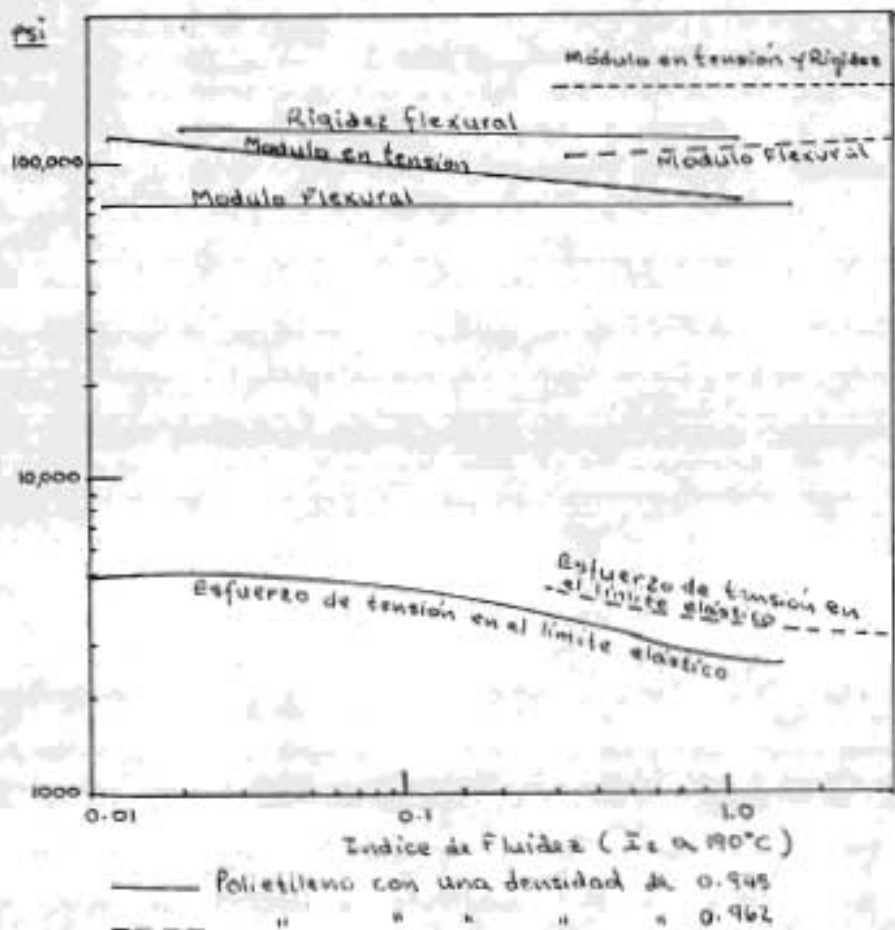 psi
Módulo en tensión y Rigidez
Rigidez flexural
Modulo en tension
Modulo Flexural
100,000
Modulo Flexural
10,000
Esfuerzo de tensión en
el límite elástico
Esfuerzo de tensión en el límite elástico
1000
0.01
0.1
1.0
Indice de Fluidez ( I₂ a 190°C )
Polietileno con una densidad de 0.945
" " " " " 0.962